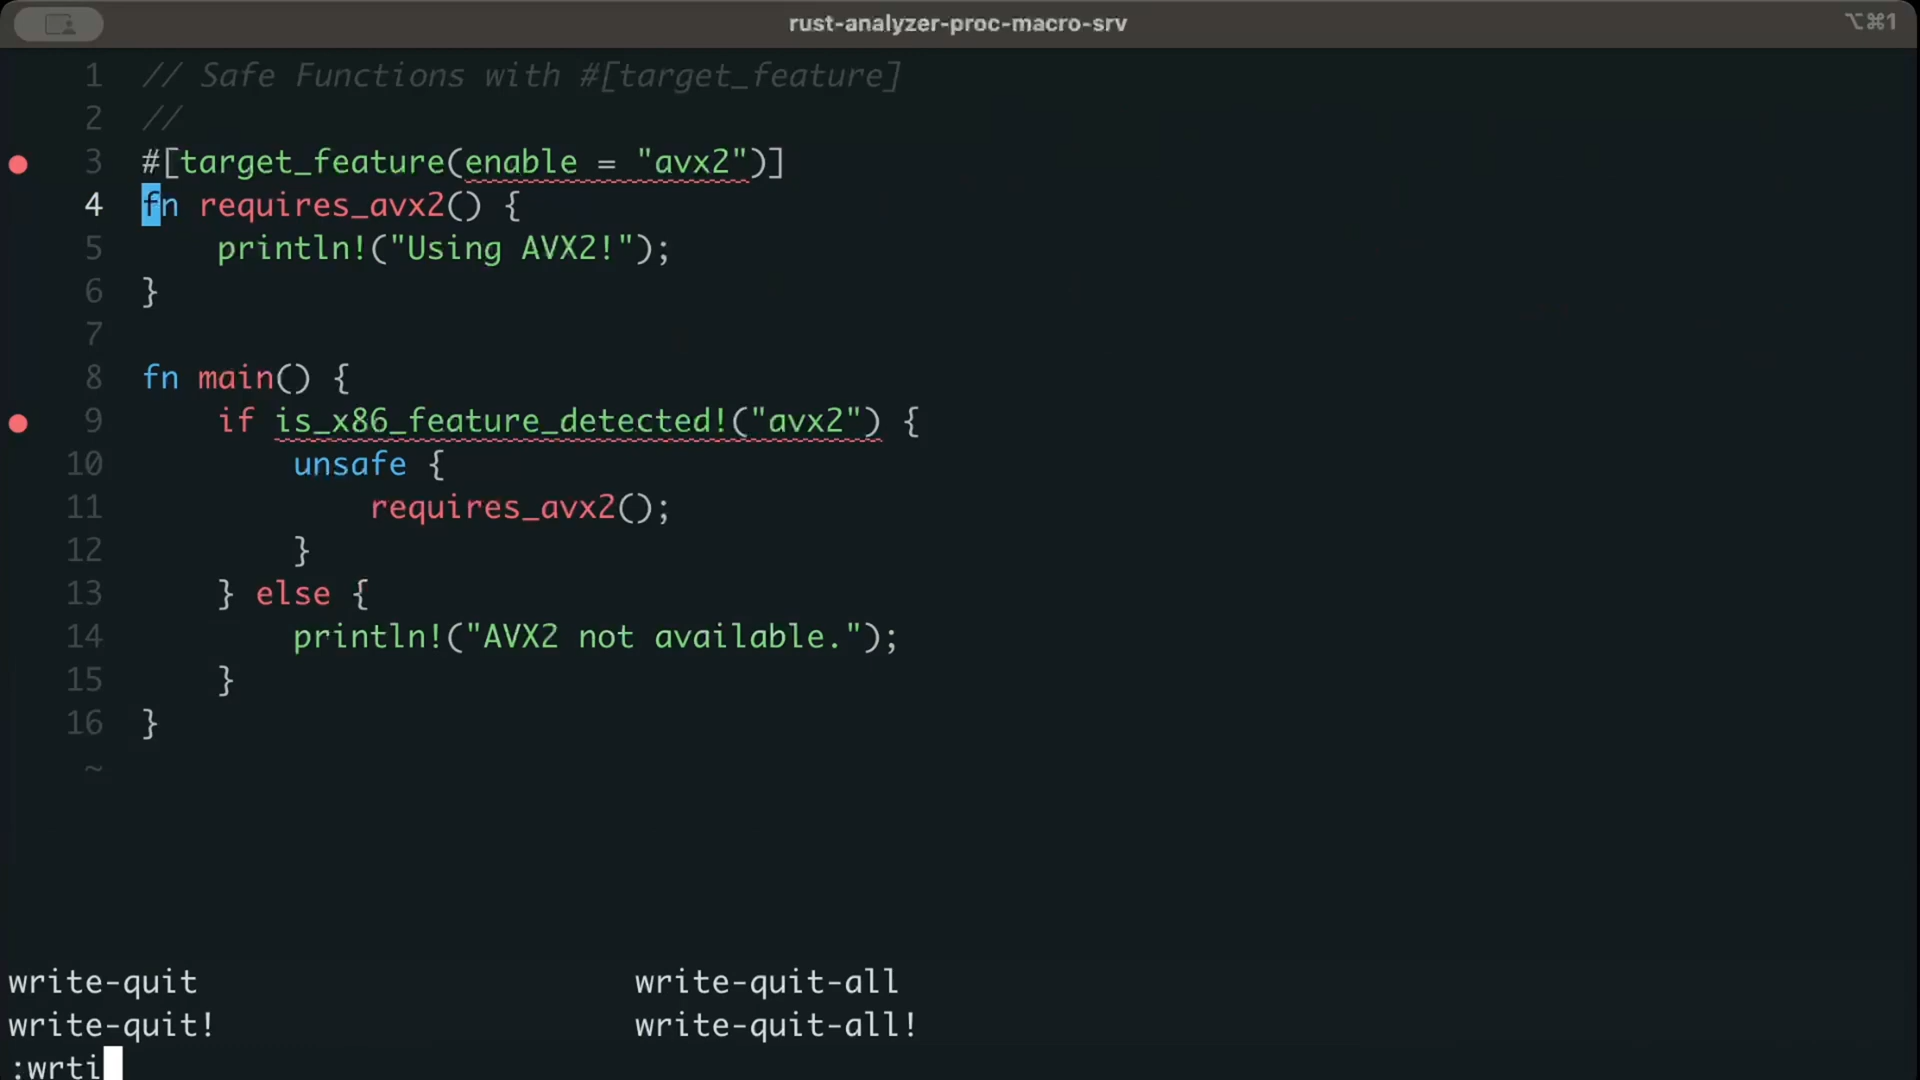 rust-analyzer-proc-macro-srv ⌥⌘1
1 // Safe Functions with #[target_feature]
2 //
3 #[target_feature(enable = "avx2")]
4 fn requires_avx2() {
5     println!("Using AVX2!");
6 }
7
8 fn main() {
9     if is_x86_feature_detected!("avx2") {
10         unsafe {
11             requires_avx2();
12         }
13     } else {
14         println!("AVX2 not available.");
15     }
16 }
~
write-quit write-quit-all
write-quit! write-quit-all!
:wrti